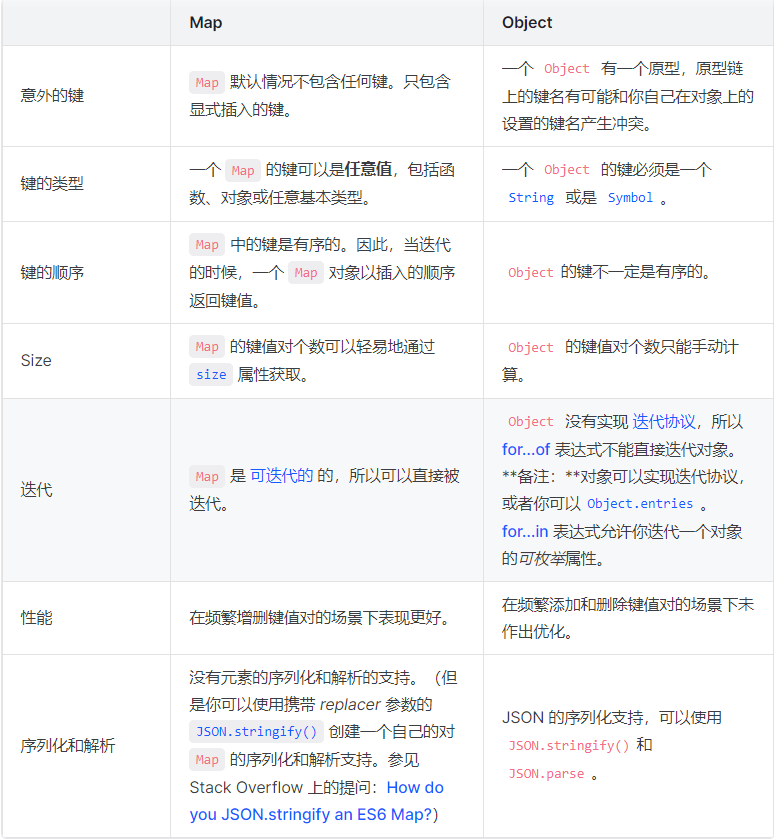 Map
Object
意外的键
Map 默认情况不包含任何键。只包含
显式插入的键。
一个 Object 有一个原型，原型链
上的键名有可能和你自己在对象上的
设置的键名产生冲突。
键的类型
一个 Map 的键可以是任意值，包括函
数、对象或任意基本类型。
一个 Object 的键必须是一个
String 或是 Symbol 。
键的顺序
Map 中的键是有序的。因此，当迭代
的时候，一个 Map 对象以插入的顺序
返回键值。
Object 的键不一定是有序的。
Size
Map 的键值对个数可以轻易地通过
size 属性获取。
Object 的键值对个数只能手动计
算。
迭代
Map 是 可迭代的 的，所以可以直接被
迭代。
Object 没有实现 迭代协议，所以
for...of 表达式不能直接迭代对象。
**备注：**对象可以实现迭代协议，
或者你可以 Object.entries 。
for...in 表达式允许你迭代一个对象
的可枚举属性。
性能
在频繁增删键值对的场景下表现更好。
在频繁添加和删除键值对的场景下未
作出优化。
序列化和解析
没有元素的序列化和解析的支持。（但
是你可以使用携带 replacer 参数的
JSON.stringify() 创建一个自己的对
Map 的序列化和解析支持。参见
Stack Overflow 上的提问：How do
you JSON.stringify an ES6 Map?）
JSON 的序列化支持，可以使用
JSON.stringify() 和
JSON.parse 。